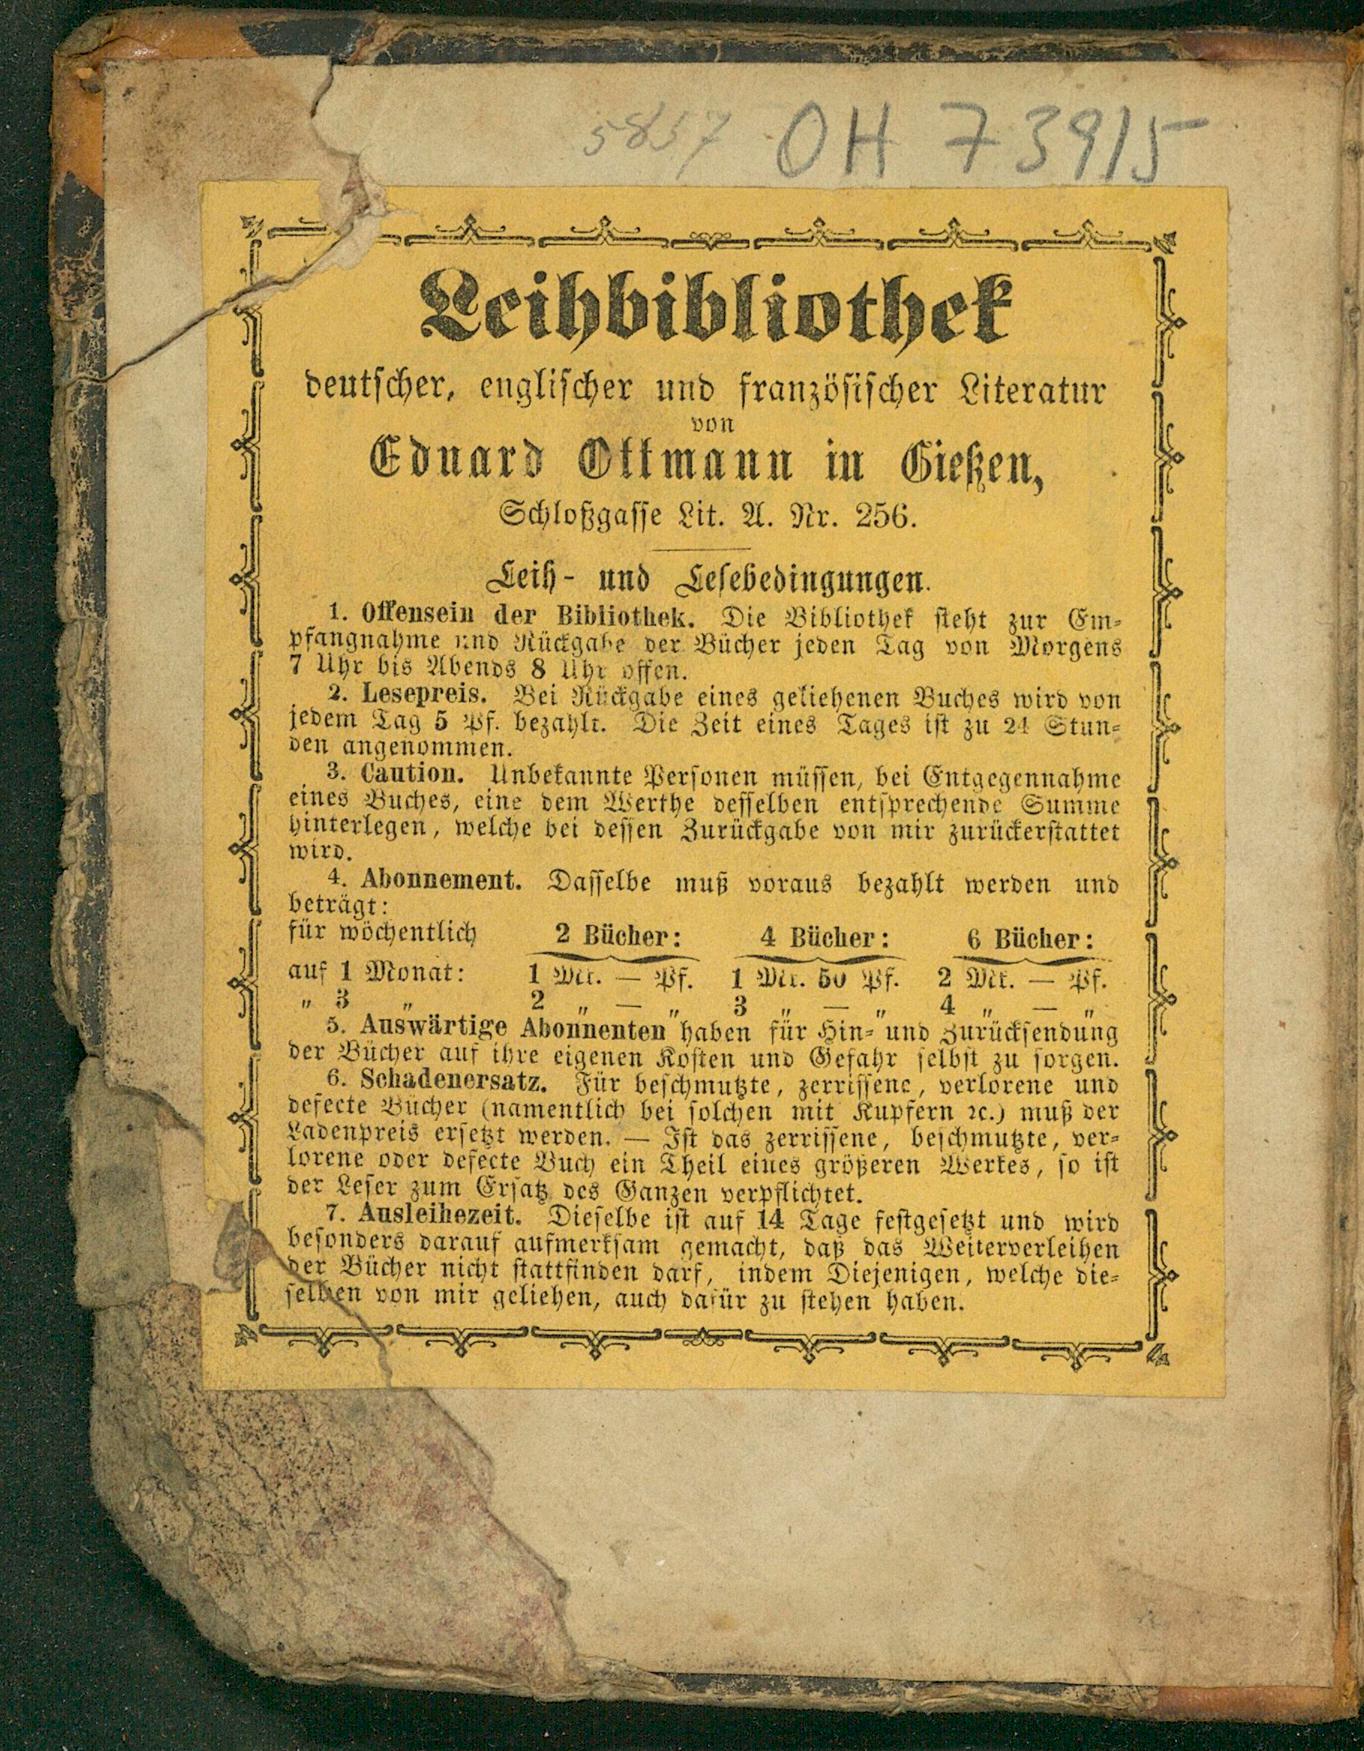 5857 OH 73915
Leihbibliothek
deutscher, englischer und französischer Literatur
von
Eduard Ottmann in Gießen,
Schloßgasse Lit. A. Nr. 256.
Leih- und Lesebedingungen.
1. Offensein der Bibliothek. Die Bibliothek steht zur Em-
pfangnahme und Rückgabe der Bücher jeden Tag von Morgens
7 Uhr bis Abends 8 Uhr offen.
2. Lesepreis. Bei Rückgabe eines geliehenen Buches wird von
jedem Tag 5 Pf. bezahlt. Die Zeit eines Tages ist zu 24 Stun-
den angenommen.
3. Caution. Unbekannte Personen müssen, bei Entgegennahme
eines Buches, eine dem Werthe desselben entsprechende Summe
hinterlegen, welche bei dessen Zurückgabe von mir zurückerstattet
wird.
4. Abonnement. Dasselbe muß voraus bezahlt werden und
beträgt:
für wöchentlich 2 Bücher: 4 Bücher: 6 Bücher:
auf 1 Monat: 1 Mk. — Pf. 1 Mk. 50 Pf. 2 Mk. — Pf.
„ 3 „ 2 „ — „ 3 „ — „ 4 „ — „
5. Auswärtige Abonnenten haben für Hin- und Zurücksendung
der Bücher auf ihre eigenen Kosten und Gefahr selbst zu sorgen.
6. Schadenersatz. Für beschmutzte, zerrissene, verlorene und
defecte Bücher (namentlich bei solchen mit Kupfern ꝛc.) muß der
Ladenpreis ersetzt werden. — Ist das zerrissene, beschmutzte, ver-
lorene oder defecte Buch ein Theil eines größeren Werkes, so ist
der Leser zum Ersatz des Ganzen verpflichtet.
7. Ausleihezeit. Dieselbe ist auf 14 Tage festgesetzt und wird
besonders darauf aufmerksam gemacht, daß das Weiterverleihen
der Bücher nicht stattfinden darf, indem Diejenigen, welche die-
selben von mir geliehen, auch dafür zu stehen haben.